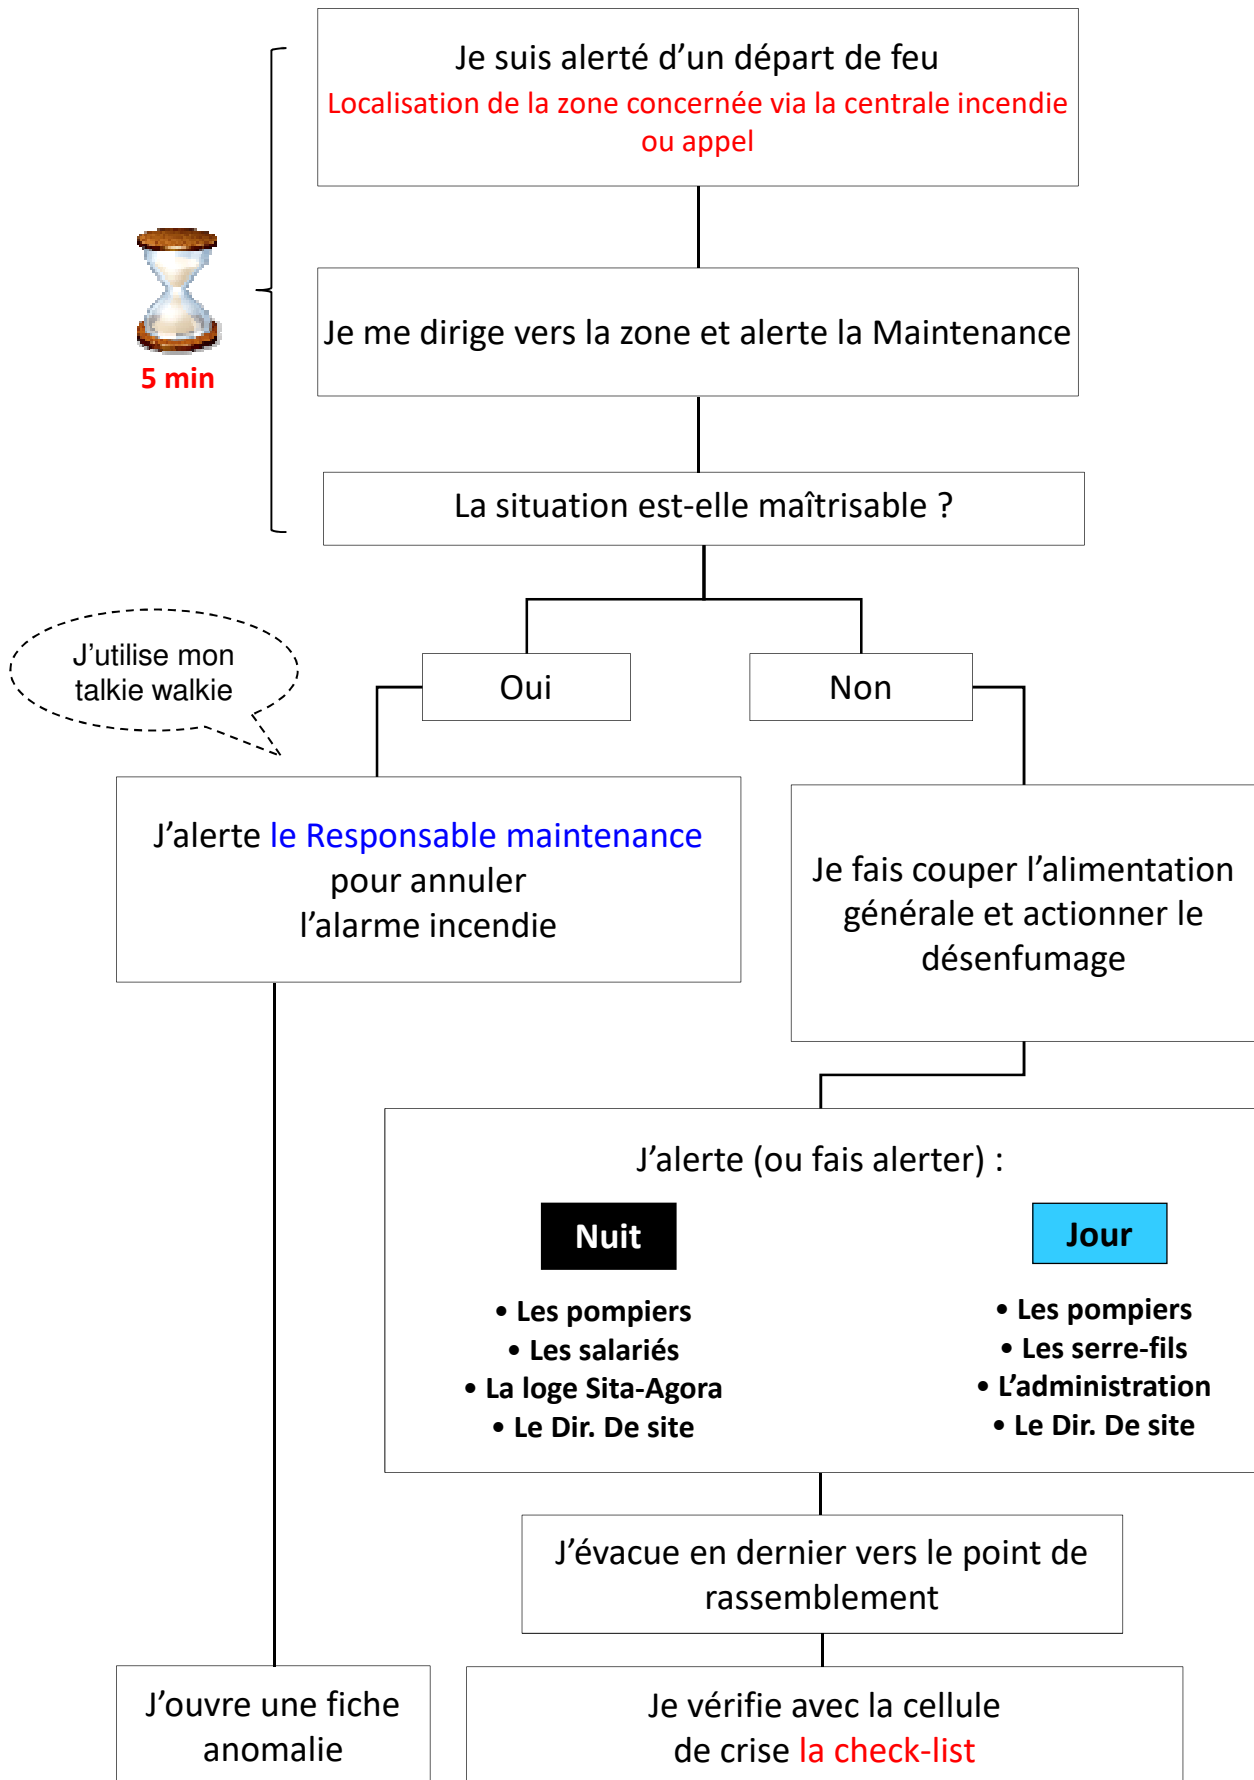 Je suis alerté d’un départ de feu
Localisation de la zone concernée via la centrale incendie
ou appel
5 min
Je me dirige vers la zone et alerte la Maintenance
La situation est-elle maîtrisable ?
J’utilise mon
talkie walkie
Oui
Non
J’alerte le Responsable maintenance
pour annuler
l’alarme incendie
Je fais couper l’alimentation
générale et actionner le
désenfumage
J’alerte (ou fais alerter) :
Nuit
• Les pompiers
• Les salariés
• La loge Sita-Agora
• Le Dir. De site
Jour
• Les pompiers
• Les serre-fils
• L’administration
• Le Dir. De site
J’évacue en dernier vers le point de
rassemblement
J’ouvre une fiche
anomalie
Je vérifie avec la cellule
de crise la check-list